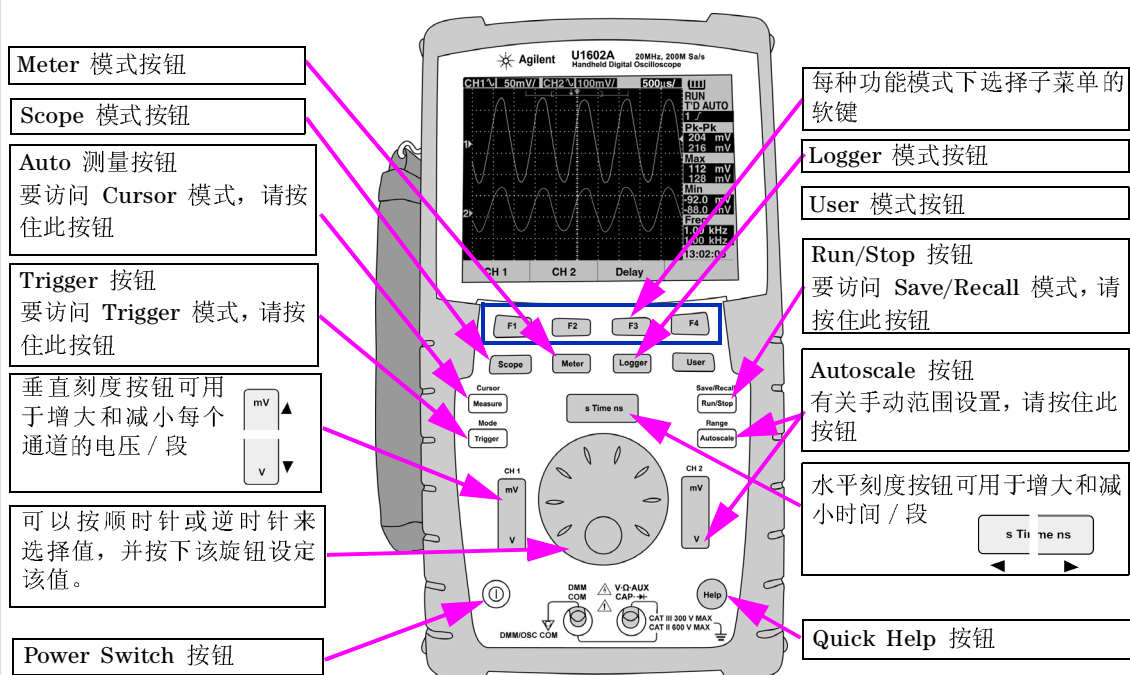 Meter 模式按钮
Scope 模式按钮
Auto 测量按钮
要访问 Cursor 模式，请按
住此按钮
Trigger 按钮
要访问 Trigger 模式，请按
住此按钮
垂直刻度按钮可用
于增大和减小每个
通道的电压 / 段
mV
V
可以按顺时针或逆时针来
选择值，并按下该旋钮设定
该值。
Power Switch 按钮
Agilent U1602A 20MHz, 200M Sa/s
Handheld Digital Oscilloscope
CH1 50mV/ CH2 100mV/ 500µs/
RUN
T'D AUTO
1
Pk-Pk
204 mV
216 mV
Max
112 mV
128 mV
Min
-92.0 mV
-88.0 mV
Freq
1.00 kHz
1.00 kHz
13:02:0
1
2
CH 1 CH 2 Delay
F1 F2 F3 F4
Scope Meter Logger User
Cursor Save/Recall
Measure s Time ns Run/Stop
Mode Range
Trigger Autoscale
CH 1 CH 2
mV mV
V V
DMM COM
V·Ω·AUX CAP·
Help
CAT III 300 V MAX
CAT II 600 V MAX
DMM/OSC COM
每种功能模式下选择子菜单的
软键
Logger 模式按钮
User 模式按钮
Run/Stop 按钮
要访问 Save/Recall 模式，请
按住此按钮
Autoscale 按钮
有关手动范围设置，请按住此
按钮
水平刻度按钮可用于增大和减
小时间 / 段
s Time ns
Quick Help 按钮